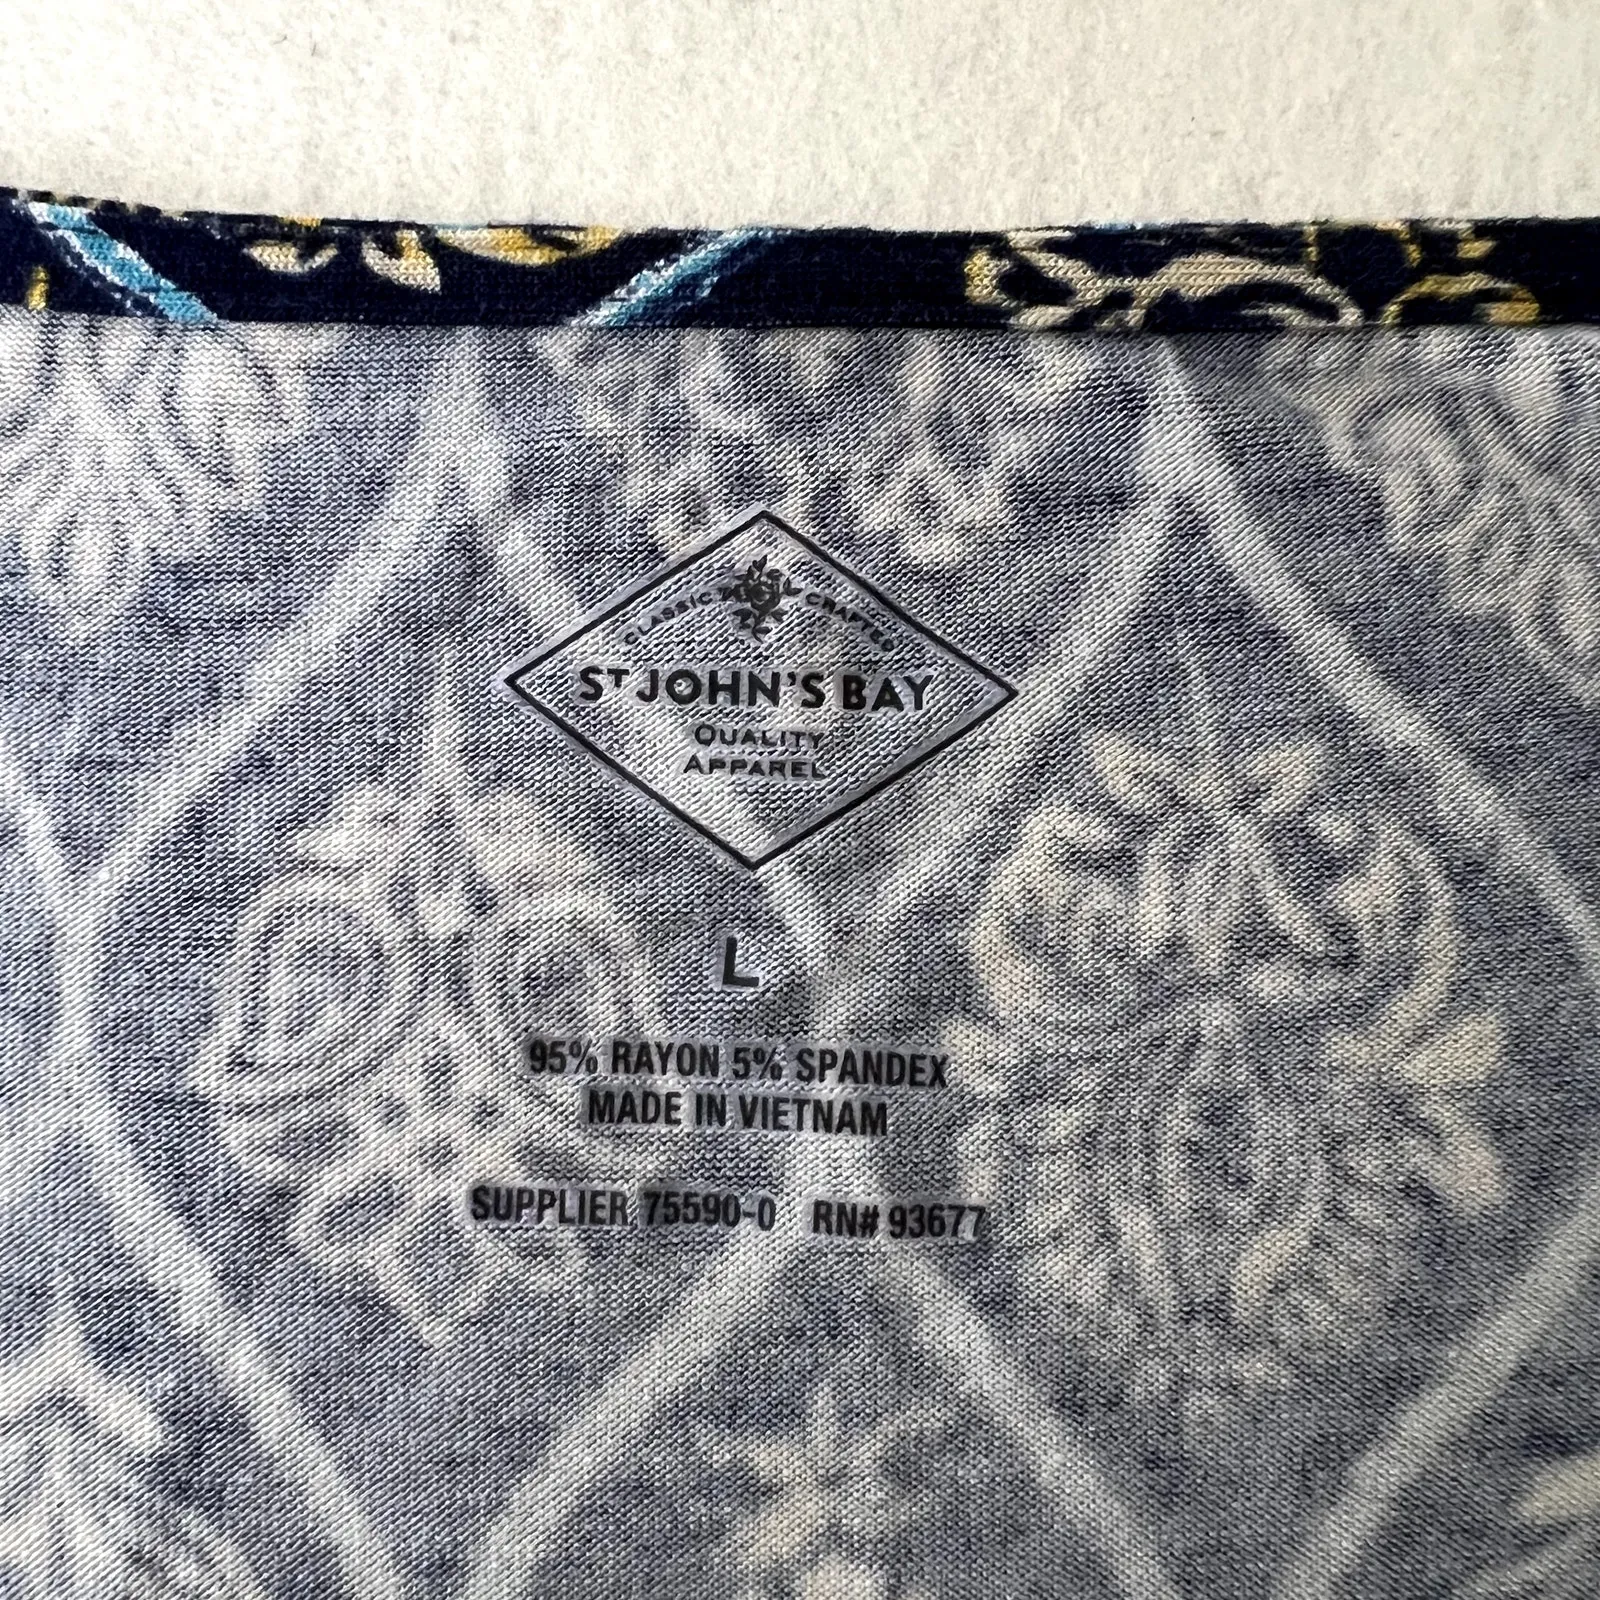 CLASSIC CRAFTED
ST JOHN'S BAY
QUALITY
APPAREL
L
95% RAYON 5% SPANDEX
MADE IN VIETNAM
SUPPLIER 75590-0 RN# 93677